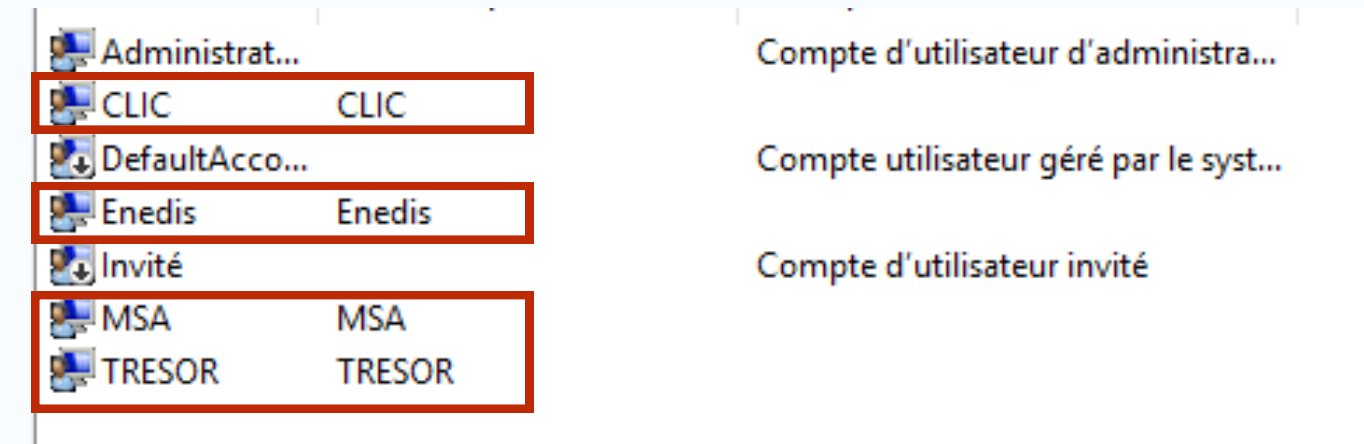 Administrat... Compte d'utilisateur d'administra...
CLIC CLIC
DefaultAcco... Compte utilisateur géré par le syst...
Enedis Enedis
Invité Compte d'utilisateur invité
MSA MSA
TRESOR TRESOR